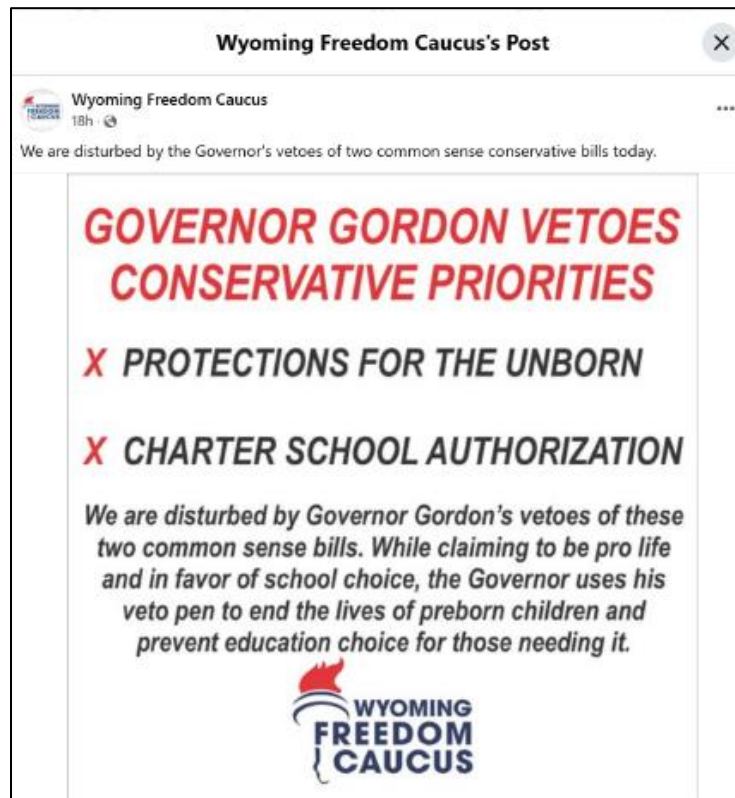 Wyoming Freedom Caucus's Post
Wyoming Freedom Caucus
18h
We are disturbed by the Governor's vetoes of two common sense conservative bills today.
GOVERNOR GORDON VETOES
CONSERVATIVE PRIORITIES
X PROTECTIONS FOR THE UNBORN
X CHARTER SCHOOL AUTHORIZATION
We are disturbed by Governor Gordon's vetoes of these
two common sense bills. While claiming to be pro life
and in favor of school choice, the Governor uses his
veto pen to end the lives of preborn children and
prevent education choice for those needing it.
WYOMING
FREEDOM
CAUCUS